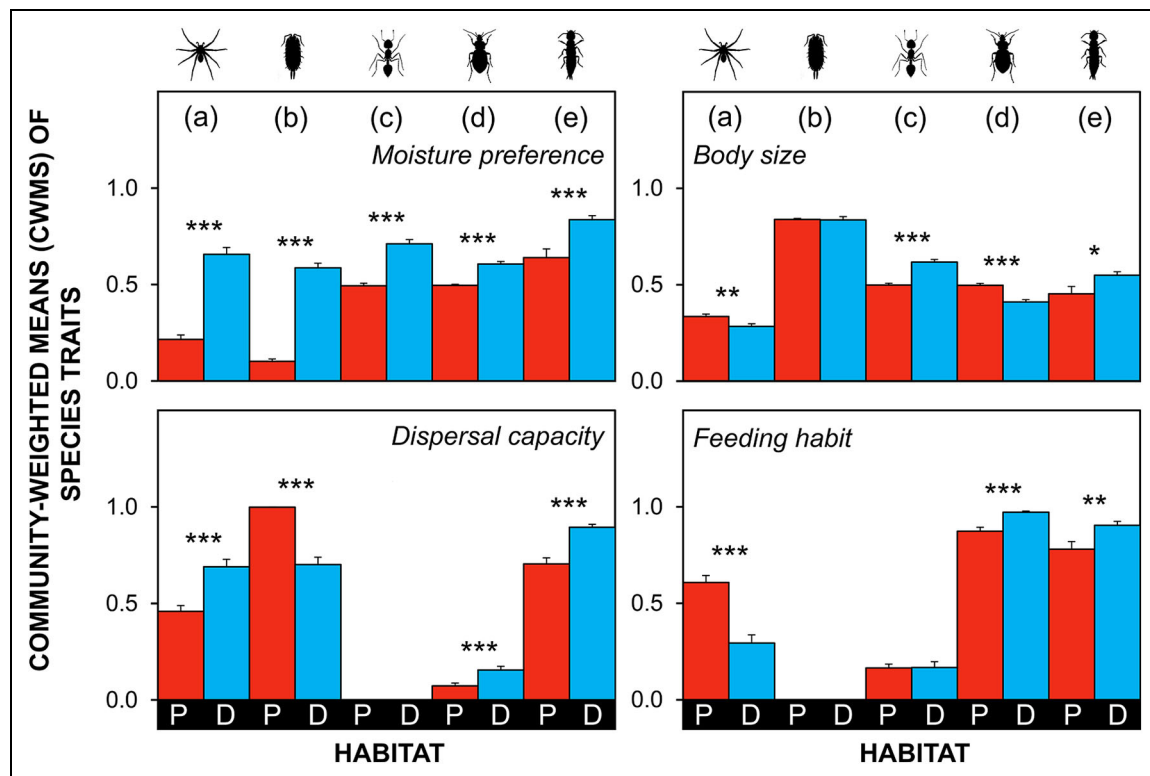 COMMUNITY-WEIGHTED MEANS (CWMS) OF
SPECIES TRAITS
(a) (b) (c) (d) (e)
Moisture preference
1.0
0.5
0.0
*** *** *** *** ***
(a) (b) (c) (d) (e)
Body size
1.0
0.5
0.0
** *** *** *
Dispersal capacity
1.0
0.5
0.0
*** *** *** ***
P D P D P D P D P D
HABITAT
Feeding habit
1.0
0.5
0.0
*** *** **
P D P D P D P D P D
HABITAT